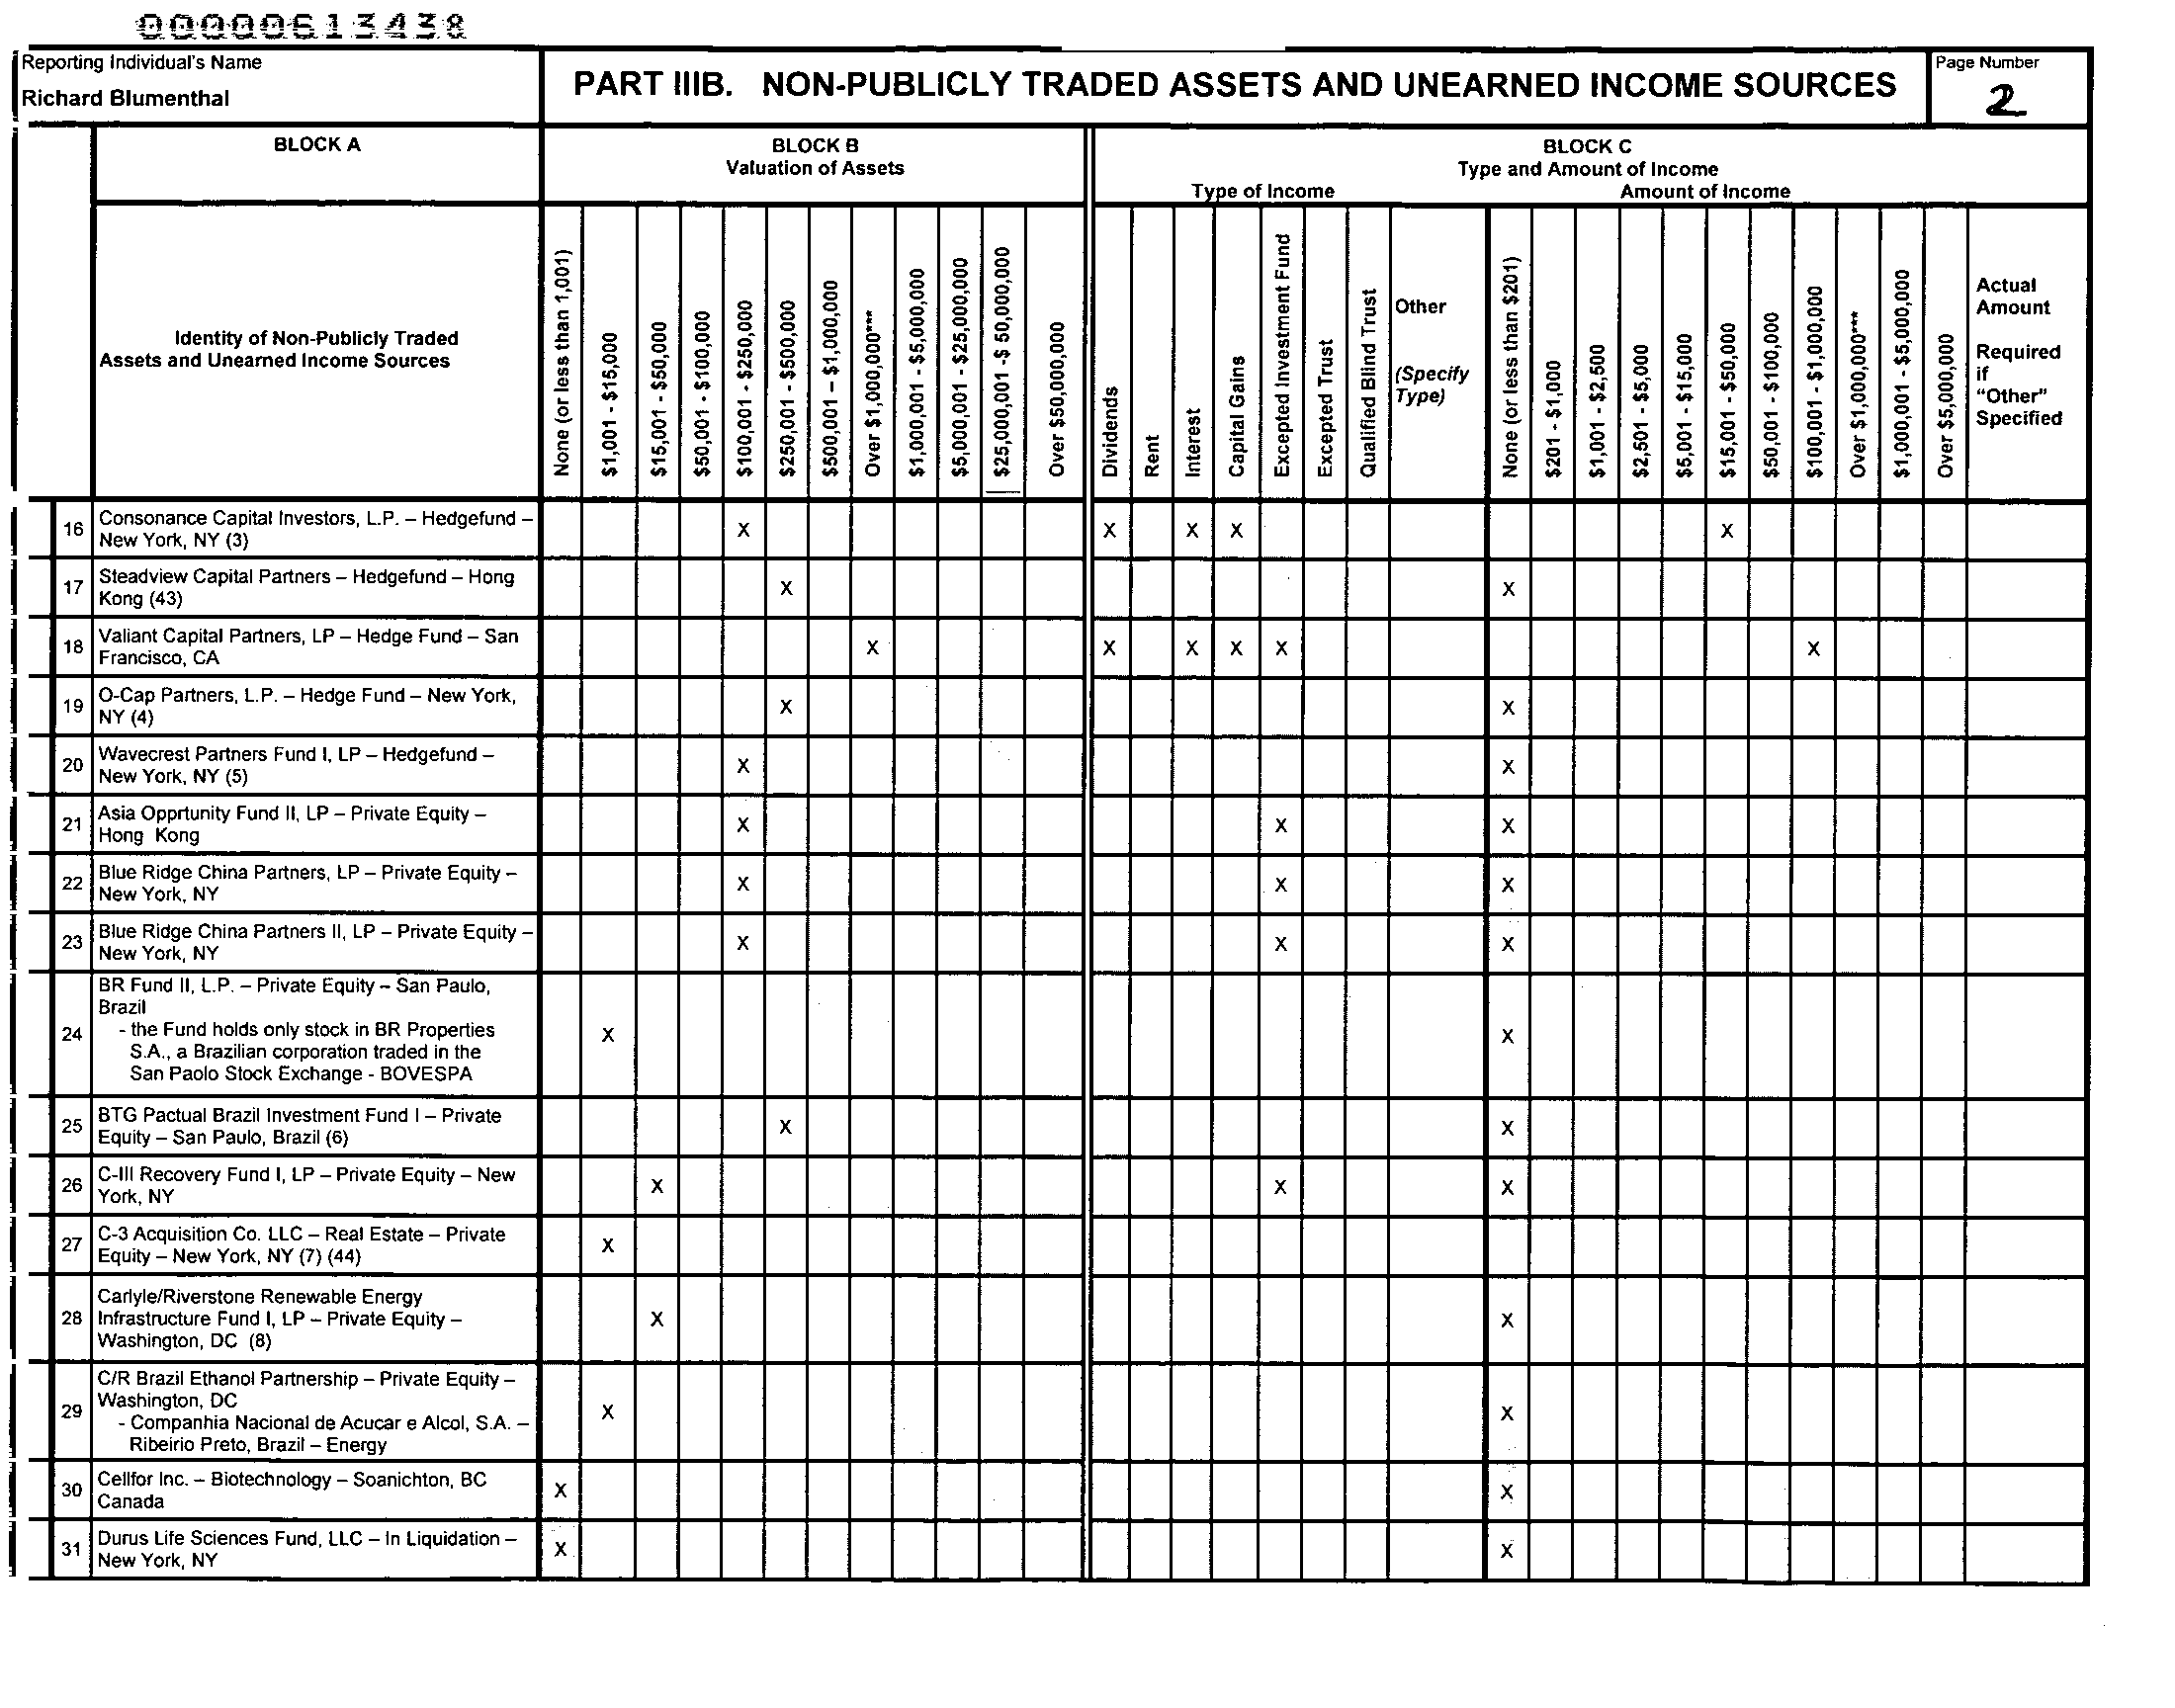 00000613438
Reporting Individual's Name
Richard Blumenthal
PART IIIB. NON-PUBLICLY TRADED ASSETS AND UNEARNED INCOME SOURCES
Page Number
2
BLOCK A
BLOCK B
Valuation of Assets
BLOCK C
Type and Amount of Income
Type of Income
Amount of Income
Identity of Non-Publicly Traded
Assets and Unearned Income Sources
None (or less than 1,001)
$1,001 - $15,000
$15,001 - $50,000
$50,001 - $100,000
$100,001 - $250,000
$250,001 - $500,000
$500,001 – $1,000,000
Over $1,000,000***
$1,000,001 - $5,000,000
$5,000,001 - $25,000,000
$25,000,001 -$ 50,000,000
Over $50,000,000
Dividends
Rent
Interest
Capital Gains
Excepted Investment Fund
Excepted Trust
Qualified Blind Trust
Other
(Specify
Type)
None (or less than $201)
$201 - $1,000
$1,001 - $2,500
$2,501 - $5,000
$5,001 - $15,000
$15,001 - $50,000
$50,001 - $100,000
$100,001 - $1,000,000
Over $1,000,000***
$1,000,001 - $5,000,000
Over $5,000,000
Actual
Amount
Required
if
“Other”
Specified
16 Consonance Capital Investors, L.P. – Hedgefund –
New York, NY (3) X X X X X
17 Steadview Capital Partners – Hedgefund – Hong
Kong (43) X X
18 Valiant Capital Partners, LP – Hedge Fund – San
Francisco, CA X X X X X X
19 O-Cap Partners, L.P. – Hedge Fund – New York,
NY (4) X X
20 Wavecrest Partners Fund I, LP – Hedgefund –
New York, NY (5) X X
21 Asia Opprtunity Fund II, LP – Private Equity –
Hong Kong X X X
22 Blue Ridge China Partners, LP – Private Equity –
New York, NY X X X
23 Blue Ridge China Partners II, LP – Private Equity –
New York, NY X X X
BR Fund II, L.P. – Private Equity – San Paulo,
Brazil
24 - the Fund holds only stock in BR Properties X X
S.A., a Brazilian corporation traded in the
San Paolo Stock Exchange - BOVESPA
25 BTG Pactual Brazil Investment Fund I – Private
Equity – San Paulo, Brazil (6) X X
26 C-III Recovery Fund I, LP – Private Equity – New
York, NY X X X
27 C-3 Acquisition Co. LLC – Real Estate – Private
Equity – New York, NY (7) (44) X
Carlyle/Riverstone Renewable Energy
28 Infrastructure Fund I, LP – Private Equity – X X
Washington, DC (8)
C/R Brazil Ethanol Partnership – Private Equity –
Washington, DC
29 - Companhia Nacional de Acucar e Alcol, S.A. – X X
Ribeirio Preto, Brazil – Energy
30 Cellfor Inc. – Biotechnology – Soanichton, BC
Canada X X
31 Durus Life Sciences Fund, LLC – In Liquidation –
New York, NY X X